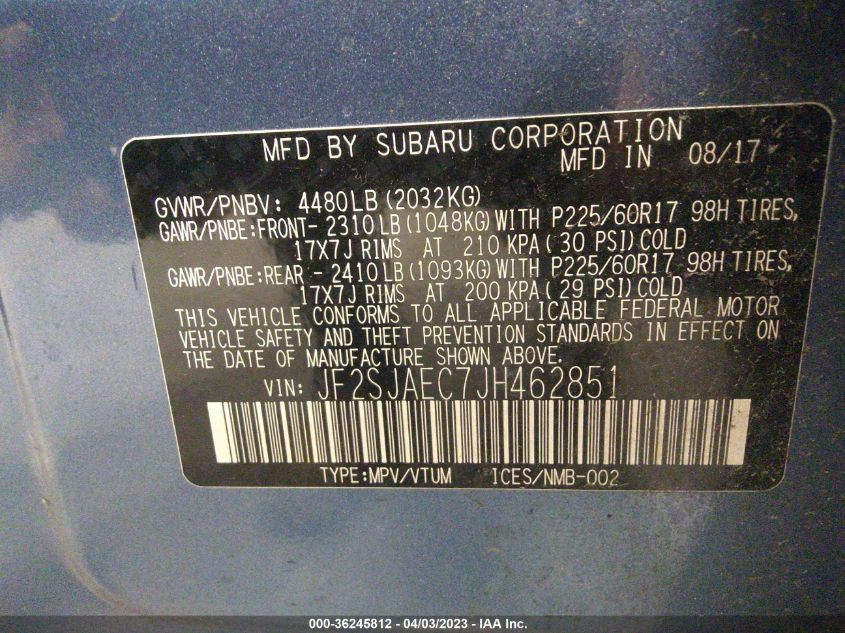 MFD BY SUBARU CORPORATION
MFD IN 08/17
GVWR/PNBV: 4480LB (2032KG)
GAWR/PNBE:FRONT- 2310LB (1048KG) WITH P225/60R17 98H TIRES,
17X7J RIMS AT 210 KPA ( 30 PSI) COLD
GAWR/PNBE:REAR - 2410LB (1093KG) WITH P225/60R17 98H TIRES,
17X7J RIMS AT 200 KPA ( 29 PSI) COLD
THIS VEHICLE CONFORMS TO ALL APPLICABLE FEDERAL MOTOR
VEHICLE SAFETY AND THEFT PREVENTION STANDARDS IN EFFECT ON
THE DATE OF MANUFACTURE SHOWN ABOVE.
VIN: JF2SJAEC7JH462851
TYPE:MPV/VTUM ICES/NMB-002
000-36245812 - 04/03/2023 - IAA Inc.